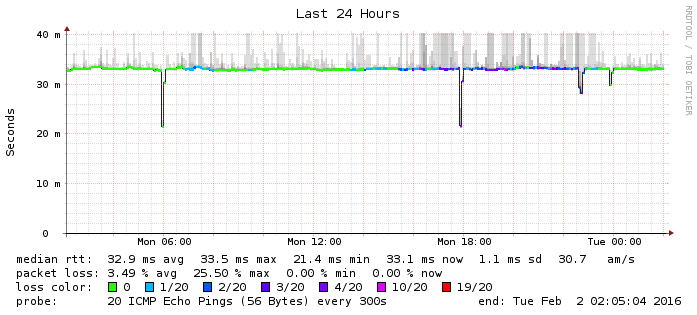 Last 24 Hours
RRDTOOL / TOBI OETIKER
Seconds
40 m
30 m
20 m
10 m
0
Mon 06:00 Mon 12:00 Mon 18:00 Tue 00:00
median rtt: 32.9 ms avg 33.5 ms max 21.4 ms min 33.1 ms now 1.1 ms sd 30.7 am/s
packet loss: 3.49 % avg 25.50 % max 0.00 % min 0.00 % now
loss color: 0 1/20 2/20 3/20 4/20 10/20 19/20
probe: 20 ICMP Echo Pings (56 Bytes) every 300s end: Tue Feb 2 02:05:04 2016